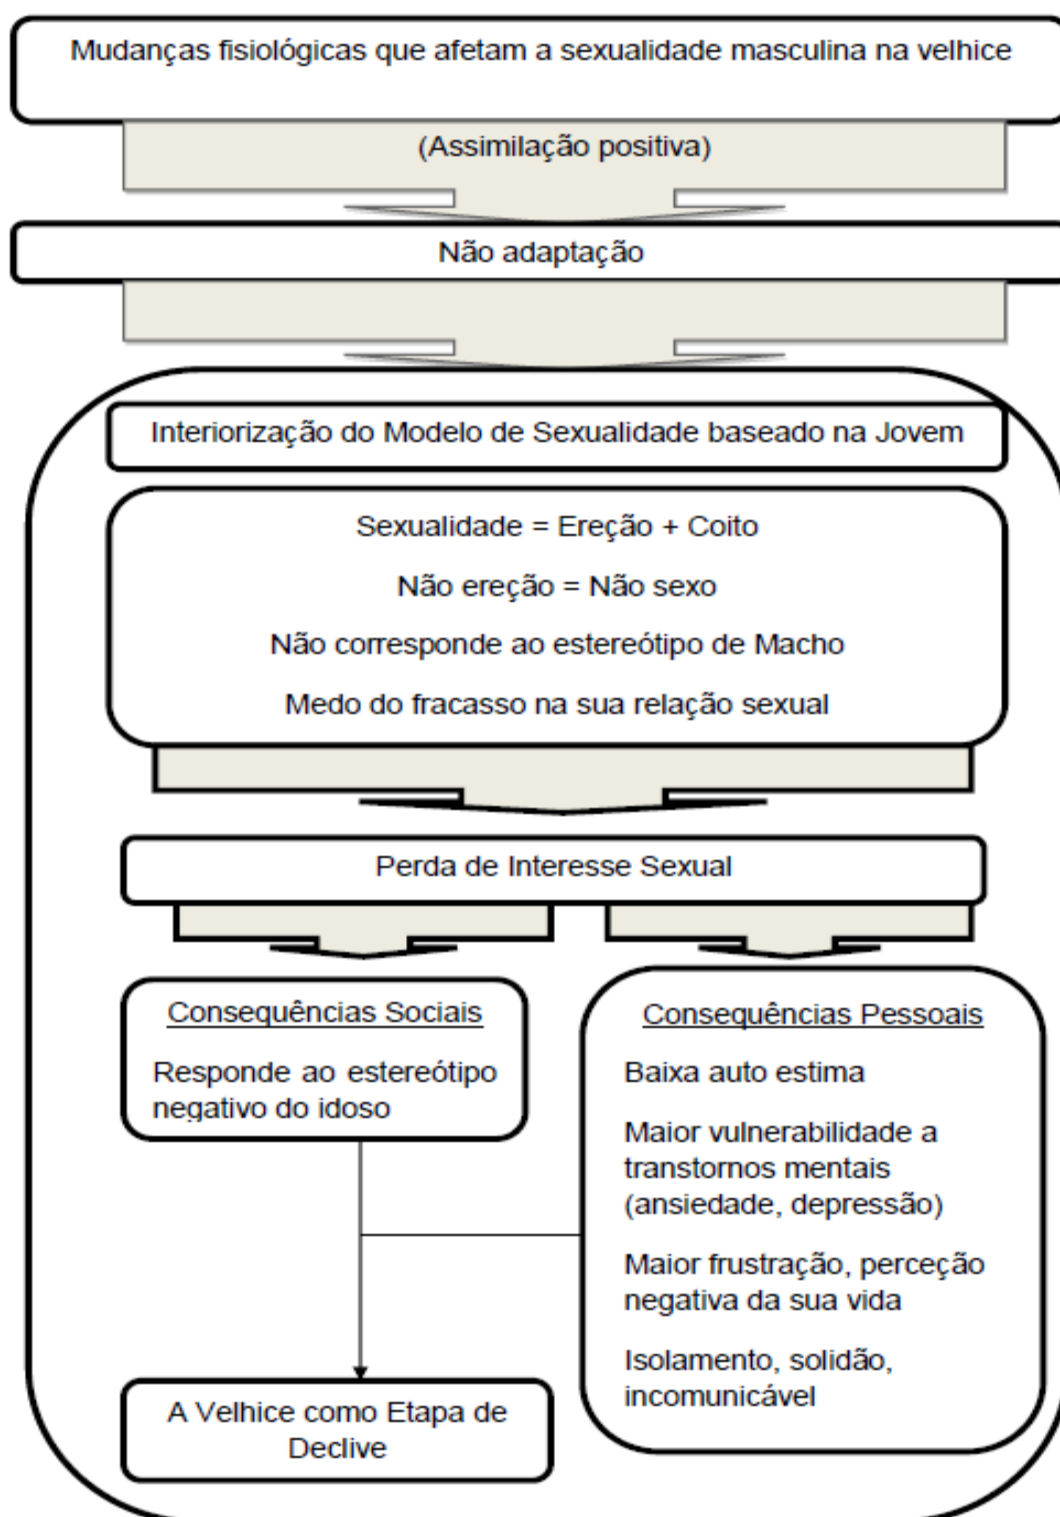 Mudanças fisiológicas que afetam a sexualidade masculina na velhice
(Assimilação positiva)
Não adaptação
Interiorização do Modelo de Sexualidade baseado na Jovem
Sexualidade = Ereção + Coito
Não ereção = Não sexo
Não corresponde ao estereótipo de Macho
Medo do fracasso na sua relação sexual
Perda de Interesse Sexual
Consequências Sociais
Responde ao estereótipo
negativo do idoso
Consequências Pessoais
Baixa auto estima
Maior vulnerabilidade a
transtornos mentais
(ansiedade, depressão)
Maior frustração, perceção
negativa da sua vida
Isolamento, solidão,
incomunicável
A Velhice como Etapa de
Declive